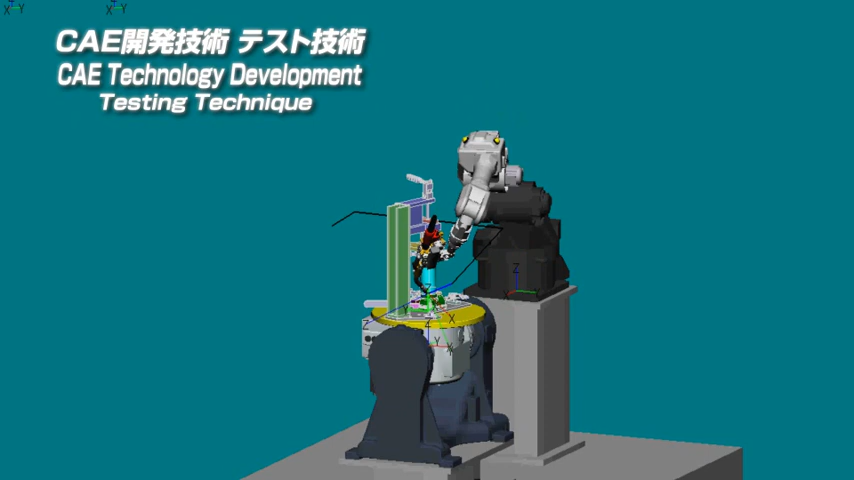 CAE開発技術 テスト技術
CAE Technology Development
Testing Technique
Z
X
Z
Z
X
Y